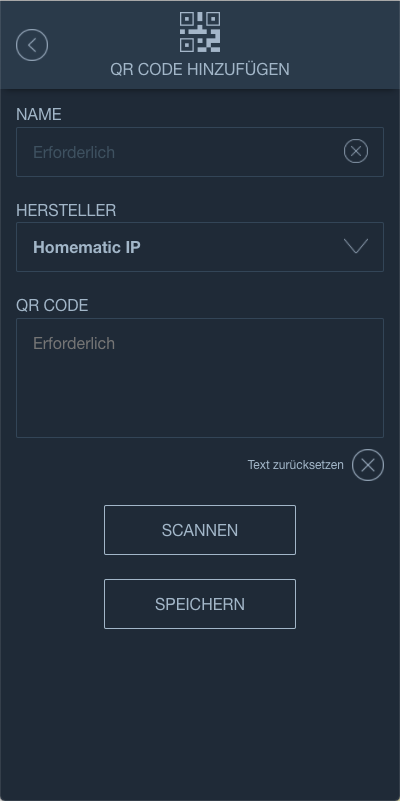 QR CODE HINZUFÜGEN
NAME
Erforderlich
HERSTELLER
Homematic IP
QR CODE
Erforderlich
Text zurücksetzen
SCANNEN
SPEICHERN